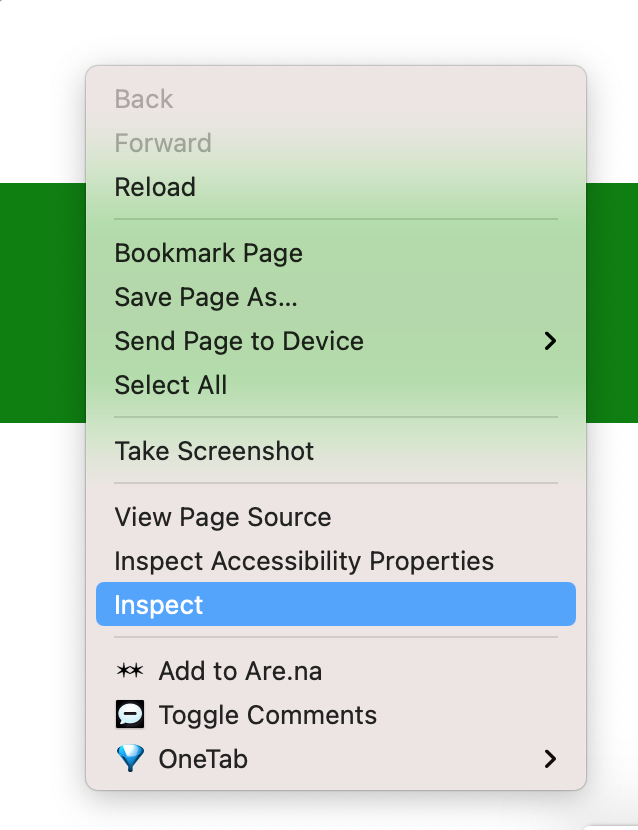 Back
Forward
Reload
Bookmark Page
Save Page As...
Send Page to Device
Select All
Take Screenshot
View Page Source
Inspect Accessibility Properties
Inspect
Add to Are.na
Toggle Comments
OneTab